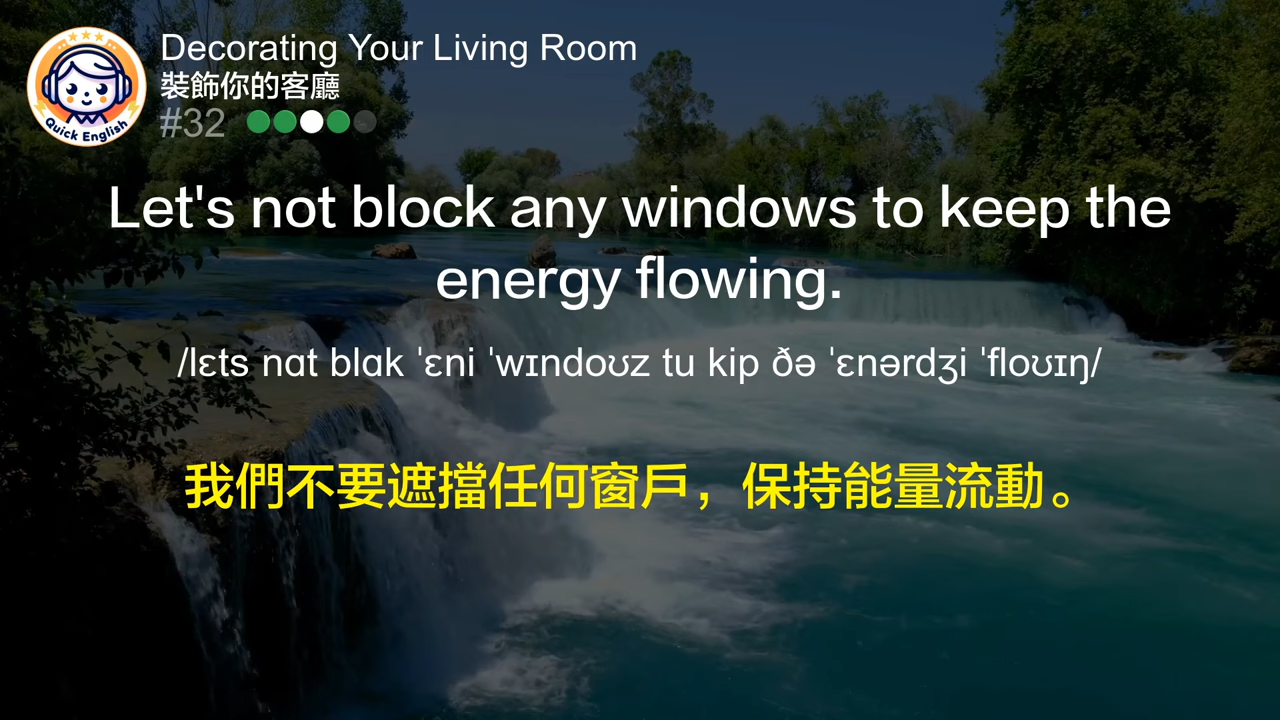 Decorating Your Living Room
裝飾你的客廳
#32
Quick English
Let's not block any windows to keep the
energy flowing.
/lɛts nɑt blɑk ˈɛni ˈwɪndoʊz tu kip ðə ˈɛnərdʒi ˈfloʊɪŋ/
我們不要遮擋任何窗戶，保持能量流動。